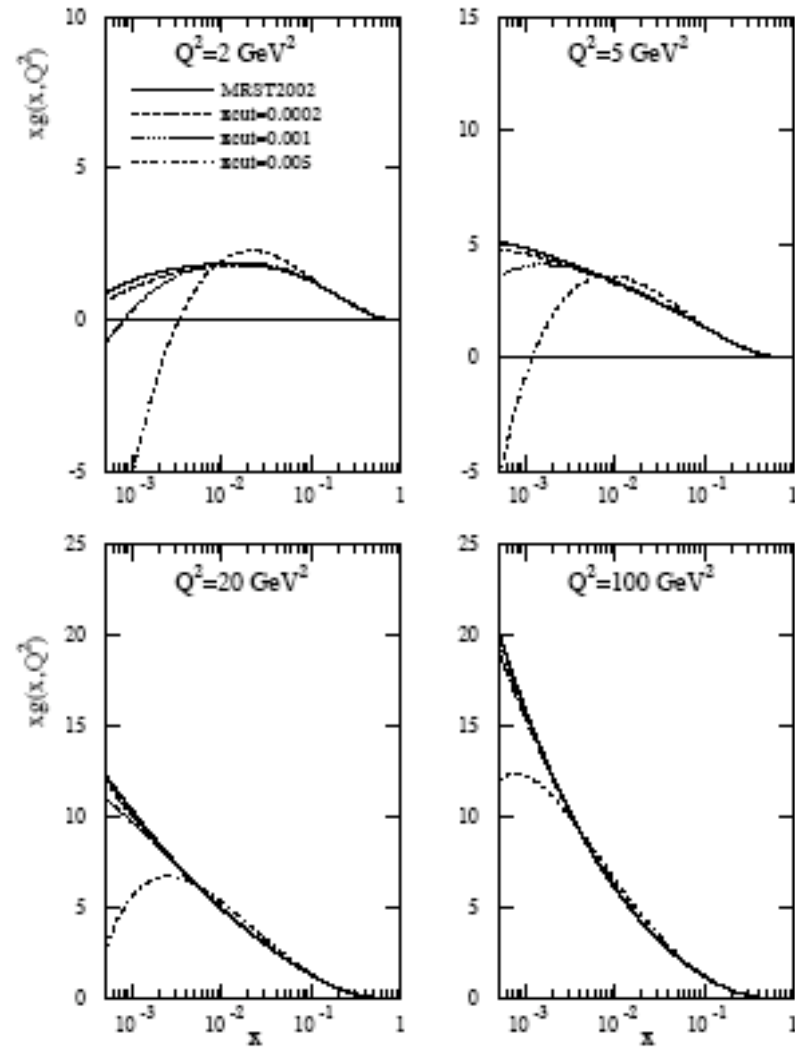 Q²=2 GeV²
xg(x,Q²)
MRST2002
xcut=0.0002
xcut=0.001
xcut=0.005
10
5
0
-5
10⁻³ 10⁻² 10⁻¹ 1
Q²=5 GeV²
15
10
5
0
-5
10⁻³ 10⁻² 10⁻¹ 1
Q²=20 GeV²
xg(x,Q²)
25
20
15
10
5
0
10⁻³ 10⁻² 10⁻¹ 1
x
Q²=100 GeV²
25
20
15
10
5
0
10⁻³ 10⁻² 10⁻¹ 1
x